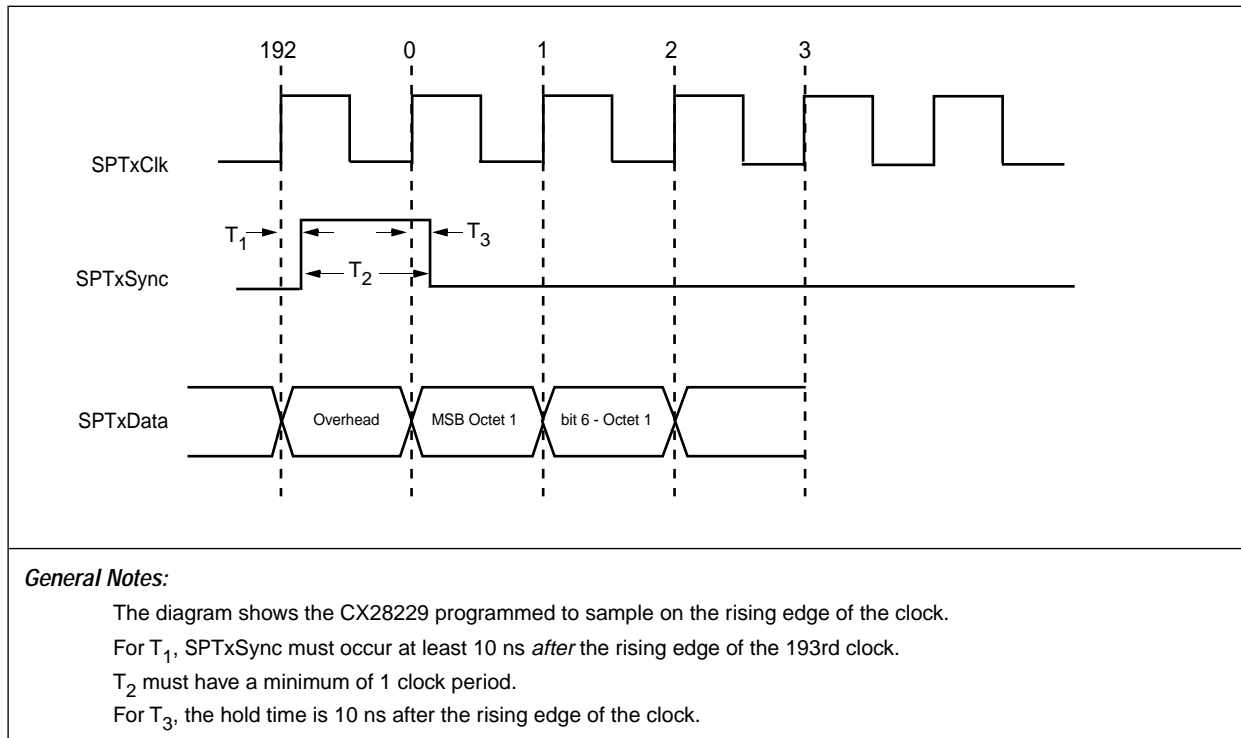 192 0 1 2 3
SPTxClk
T1 T3
T2
SPTxSync
SPTxData Overhead MSB Octet 1 bit 6 - Octet 1
General Notes:
The diagram shows the CX28229 programmed to sample on the rising edge of the clock.
For T1, SPTxSync must occur at least 10 ns after the rising edge of the 193rd clock.
T2 must have a minimum of 1 clock period.
For T3, the hold time is 10 ns after the rising edge of the clock.